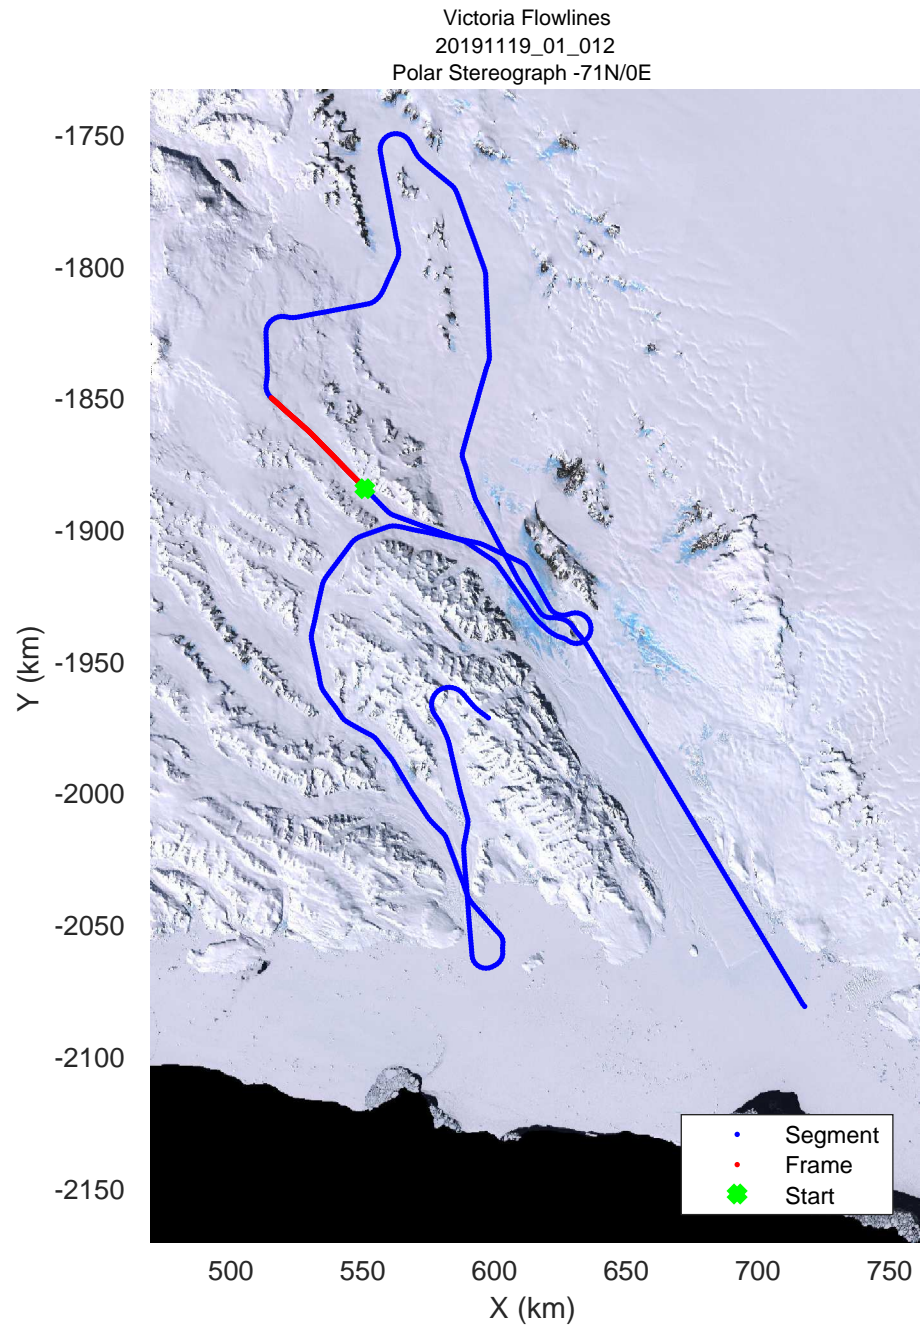 Victoria Flowlines
20191119_01_012
Polar Stereograph -71N/0E
-1750
-1800
-1850
-1900
-1950
-2000
-2050
-2100
-2150
Y (km)
500 550 600 650 700 750
X (km)
Segment
Frame
Start